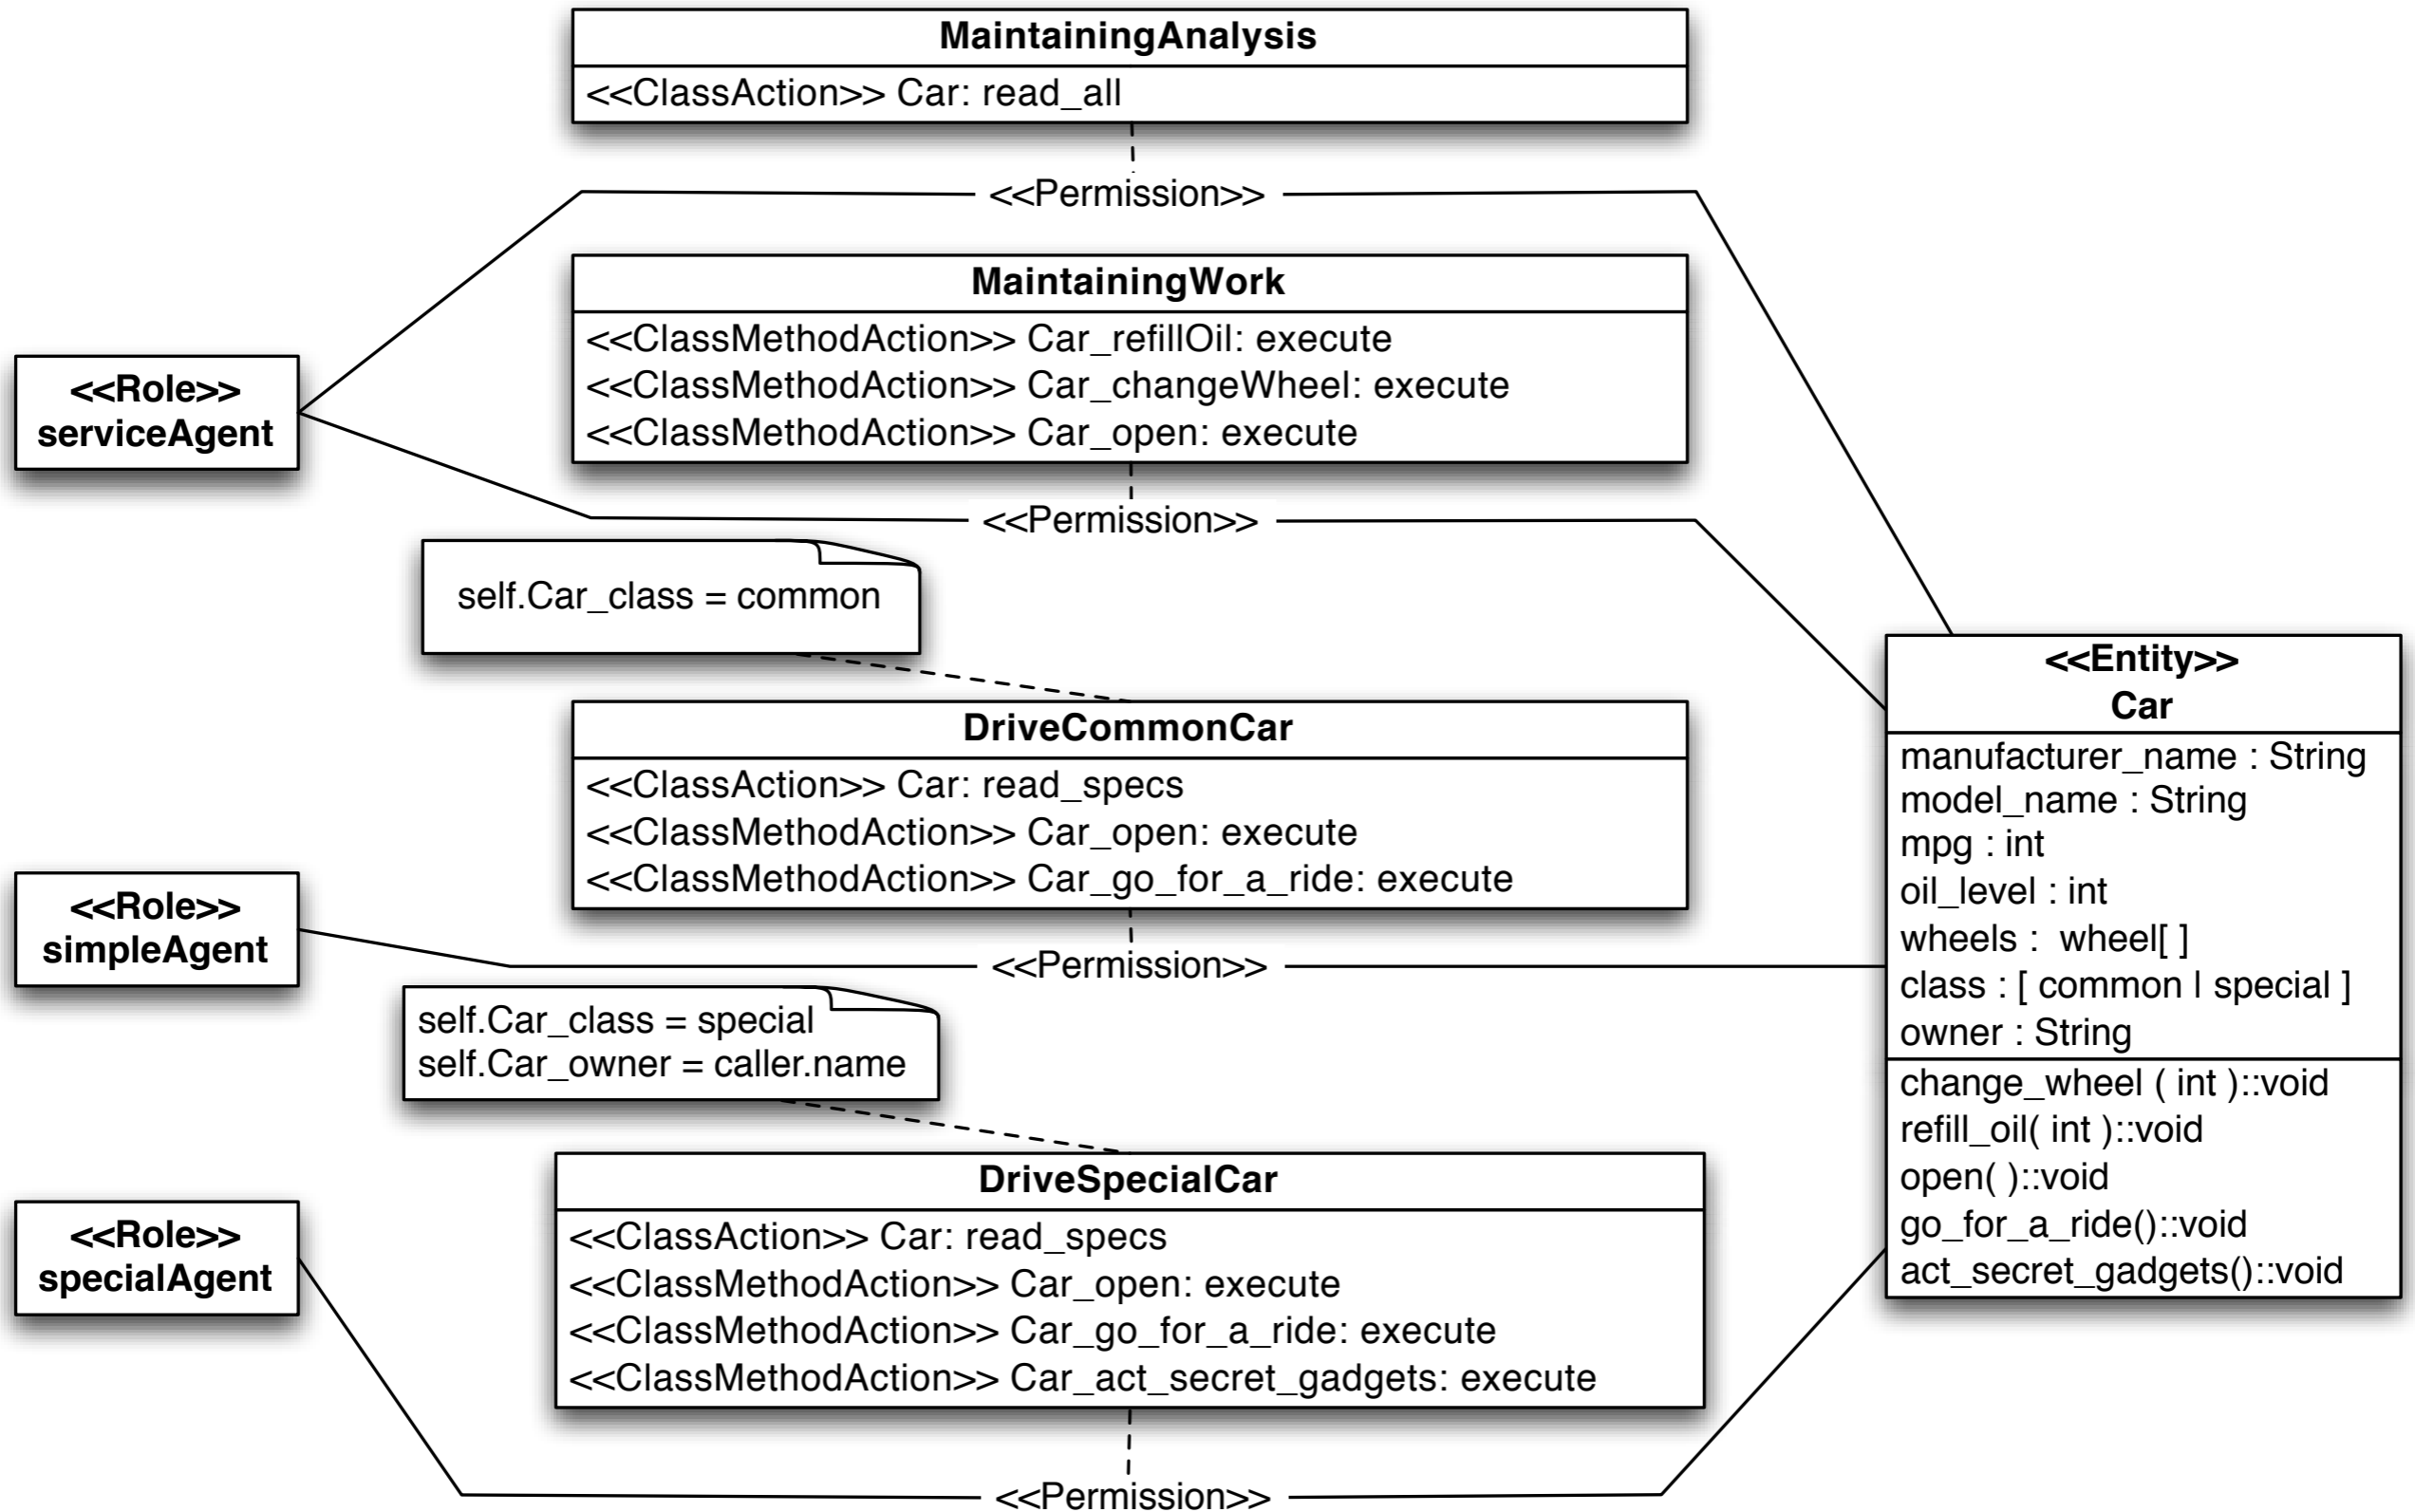 MaintainingAnalysis
<<ClassAction>> Car: read_all
<<Permission>>
MaintainingWork
<<ClassMethodAction>> Car_refillOil: execute
<<ClassMethodAction>> Car_changeWheel: execute
<<ClassMethodAction>> Car_open: execute
<<Role>>
serviceAgent
<<Permission>>
self.Car_class = common
DriveCommonCar
<<ClassAction>> Car: read_specs
<<ClassMethodAction>> Car_open: execute
<<ClassMethodAction>> Car_go_for_a_ride: execute
<<Role>>
simpleAgent
<<Permission>>
self.Car_class = special
self.Car_owner = caller.name
DriveSpecialCar
<<ClassAction>> Car: read_specs
<<ClassMethodAction>> Car_open: execute
<<ClassMethodAction>> Car_go_for_a_ride: execute
<<ClassMethodAction>> Car_act_secret_gadgets: execute
<<Role>>
specialAgent
<<Permission>>
<<Entity>>
Car
manufacturer_name : String
model_name : String
mpg : int
oil_level : int
wheels :  wheel[ ]
class : [ common | special ]
owner : String
change_wheel ( int )::void
refill_oil( int )::void
open( )::void
go_for_a_ride()::void
act_secret_gadgets()::void